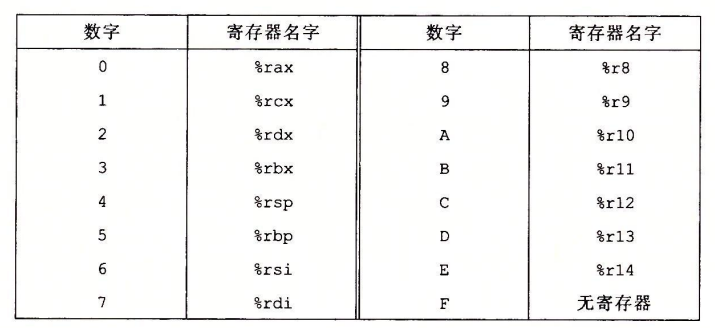 数字 寄存器名字 数字 寄存器名字
0 %rax 8 %r8
1 %rcx 9 %r9
2 %rdx A %r10
3 %rbx B %r11
4 %rsp C %r12
5 %rbp D %r13
6 %rsi E %r14
7 %rdi F 无寄存器